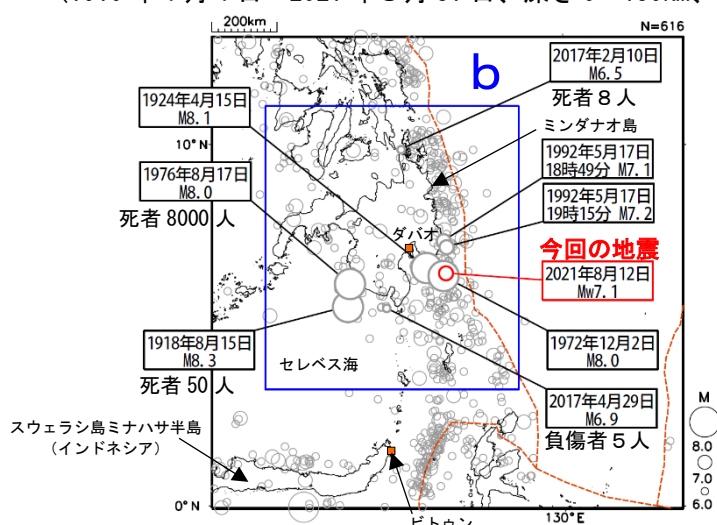 200km
N=616
b
2017年2月10日
M6.5
死者８人
1924年4月15日
M8.1
ミンダナオ島
10°N
1976年8月17日
M8.0
死者 8000 人
1992年5月17日
18時49分 M7.1
1992年5月17日
19時15分 M7.2
ダバオ
今回の地震
2021年8月12日
Mw7.1
1918年8月15日
M8.3
死者 50 人
1972年12月2日
M8.0
セレベス海
2017年4月29日
M6.9
負傷者５人
M
8.0
7.0
6.0
スウェラシ島ミナハサ半島
（インドネシア）
0°N
130°E
ビトゥン